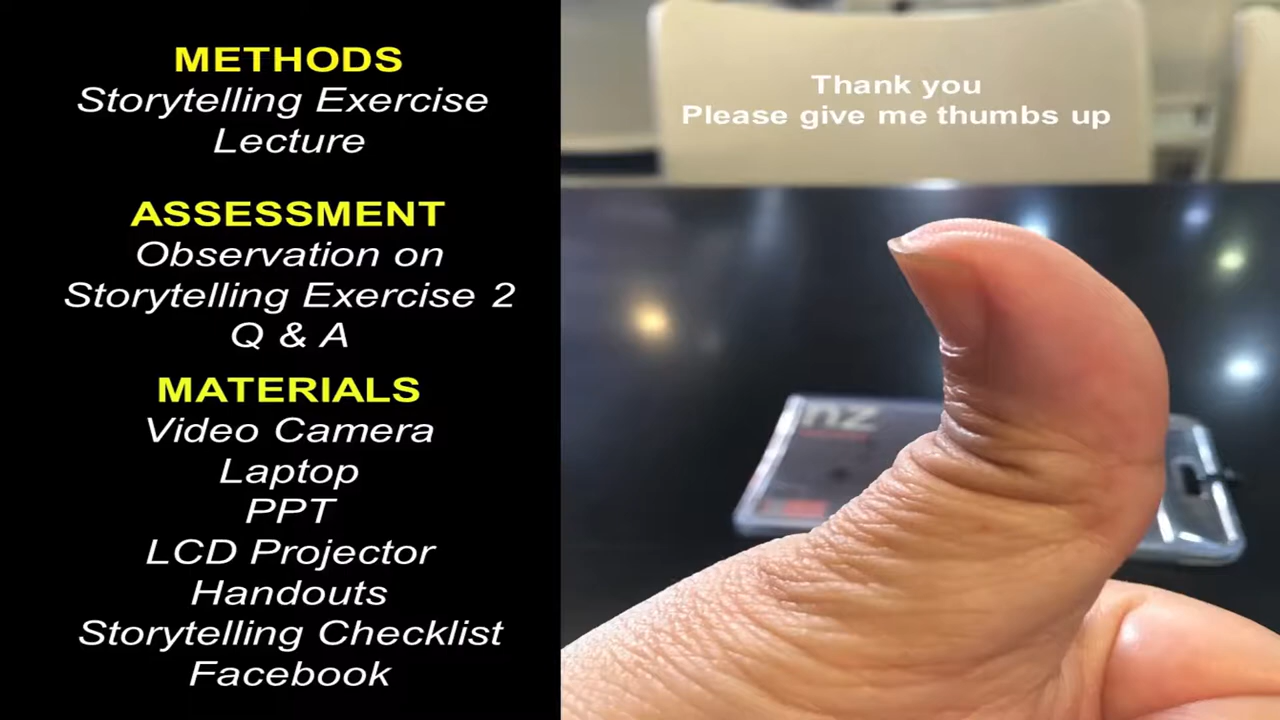 METHODS
Storytelling Exercise
Lecture
ASSESSMENT
Observation on
Storytelling Exercise 2
Q & A
MATERIALS
Video Camera
Laptop
PPT
LCD Projector
Handouts
Storytelling Checklist
Facebook
Thank you
Please give me thumbs up
nz